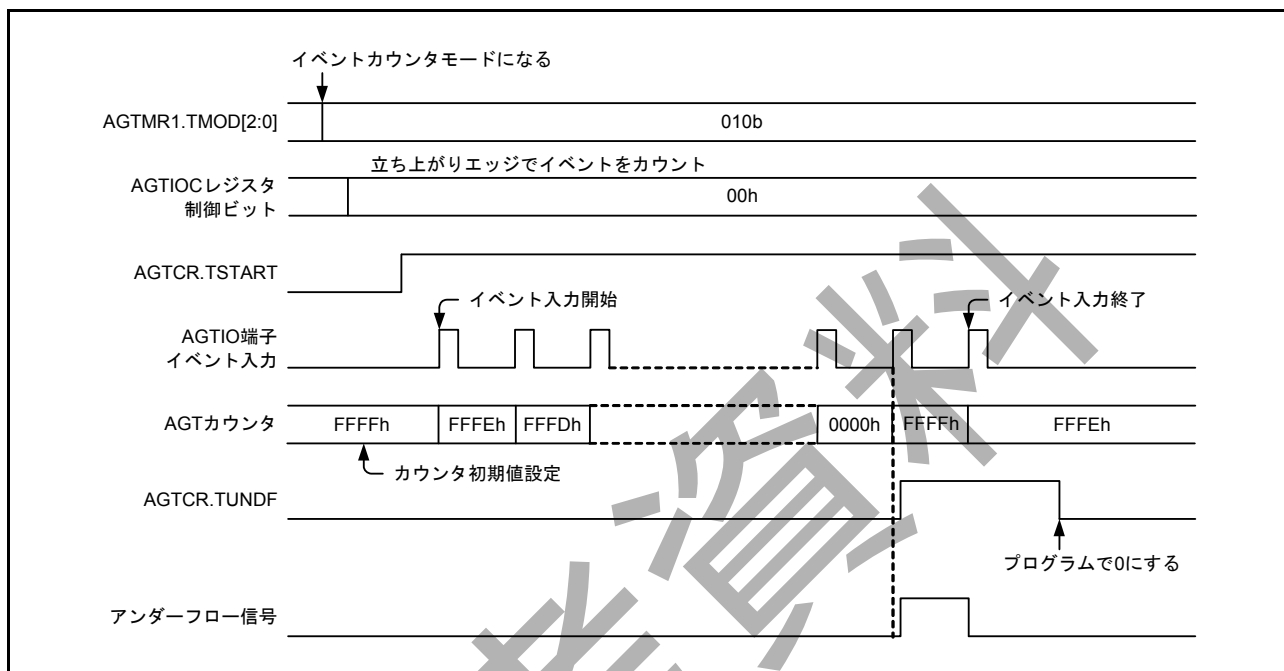 イベントカウンタモードになる
AGTMR1.TMOD[2:0]
010b
立ち上がりエッジでイベントをカウント
AGTIOCレジスタ
制御ビット
00h
AGTCR.TSTART
イベント入力開始
イベント入力終了
AGTIO端子
イベント入力
AGTカウンタ
FFFFh
FFFEh
FFFDh
0000h
FFFFh
FFFEh
カウンタ初期値設定
AGTCR.TUNDF
プログラムで0にする
アンダーフロー信号
資料